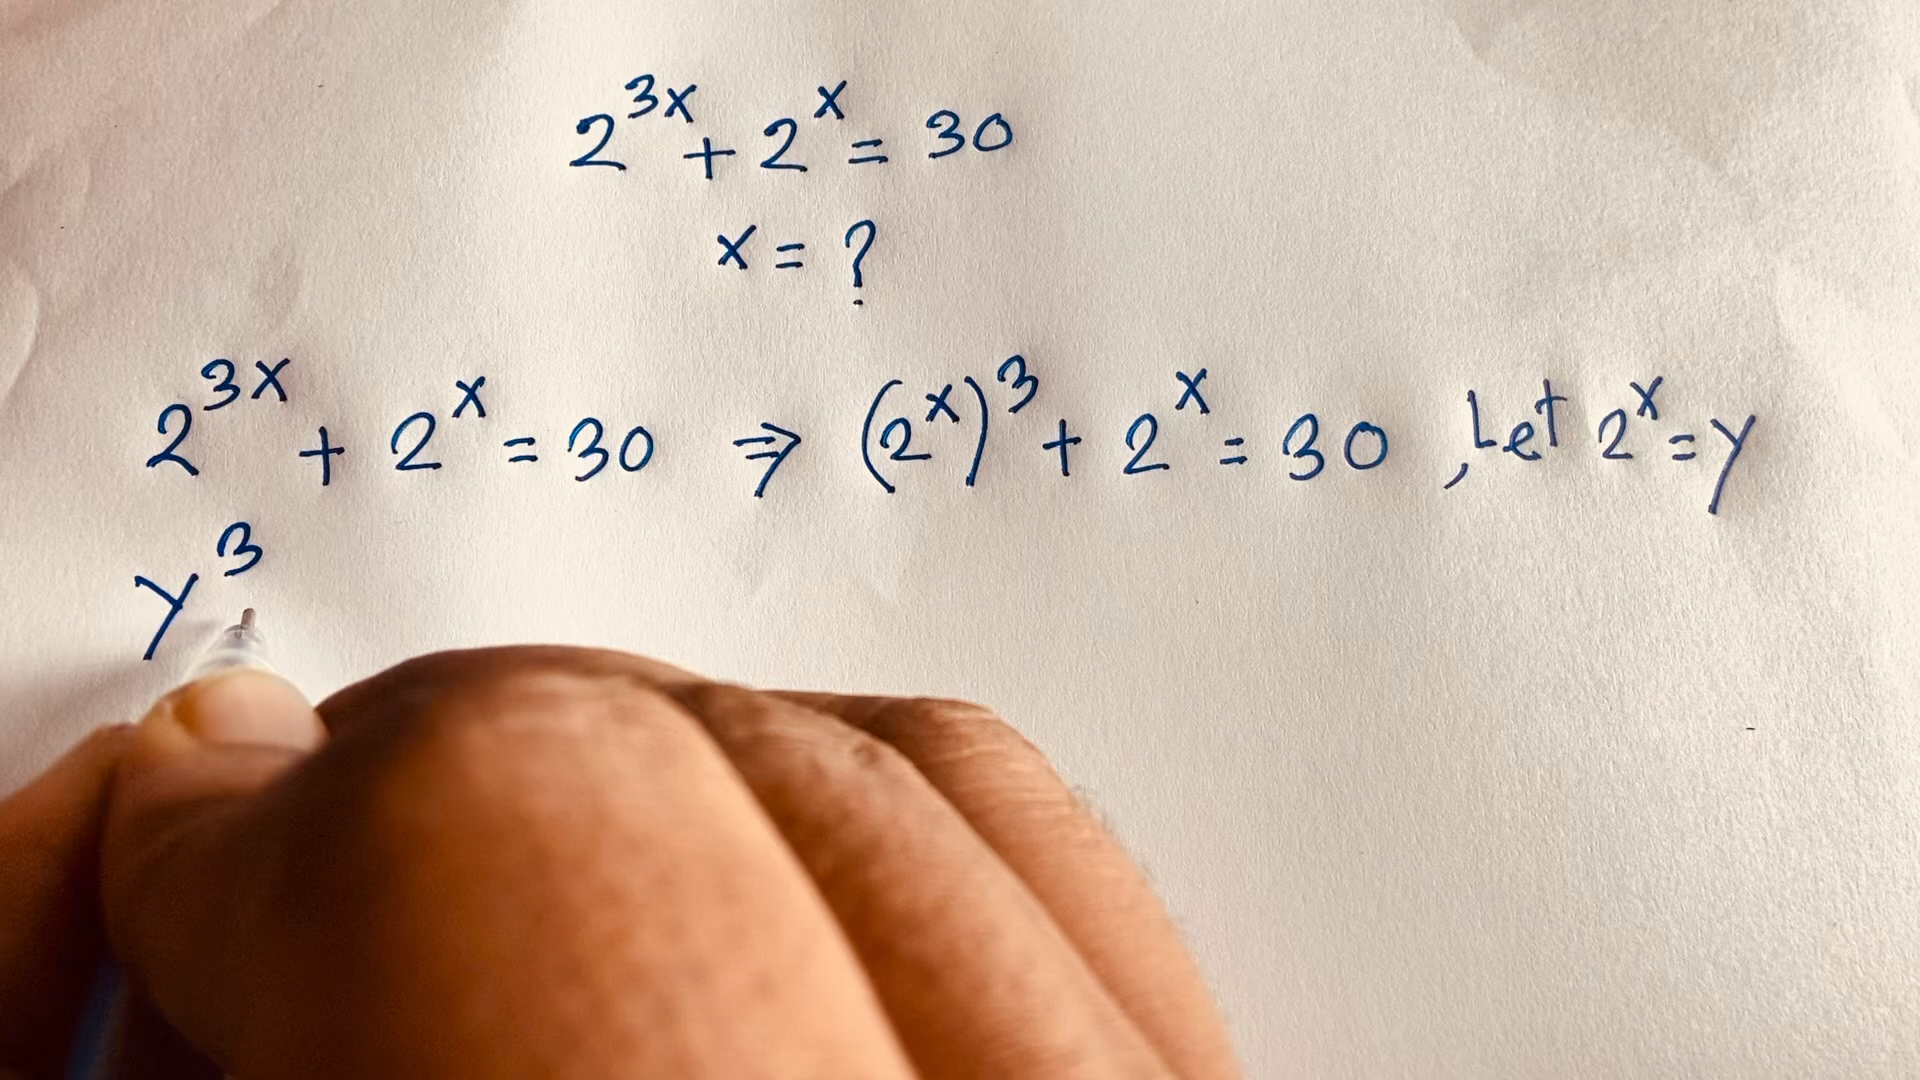 2^{3x} + 2^x = 30
x = ?
2^{3x} + 2^x = 30 ⇒ (2^x)^3 + 2^x = 30 , Let 2^x = y
y^3